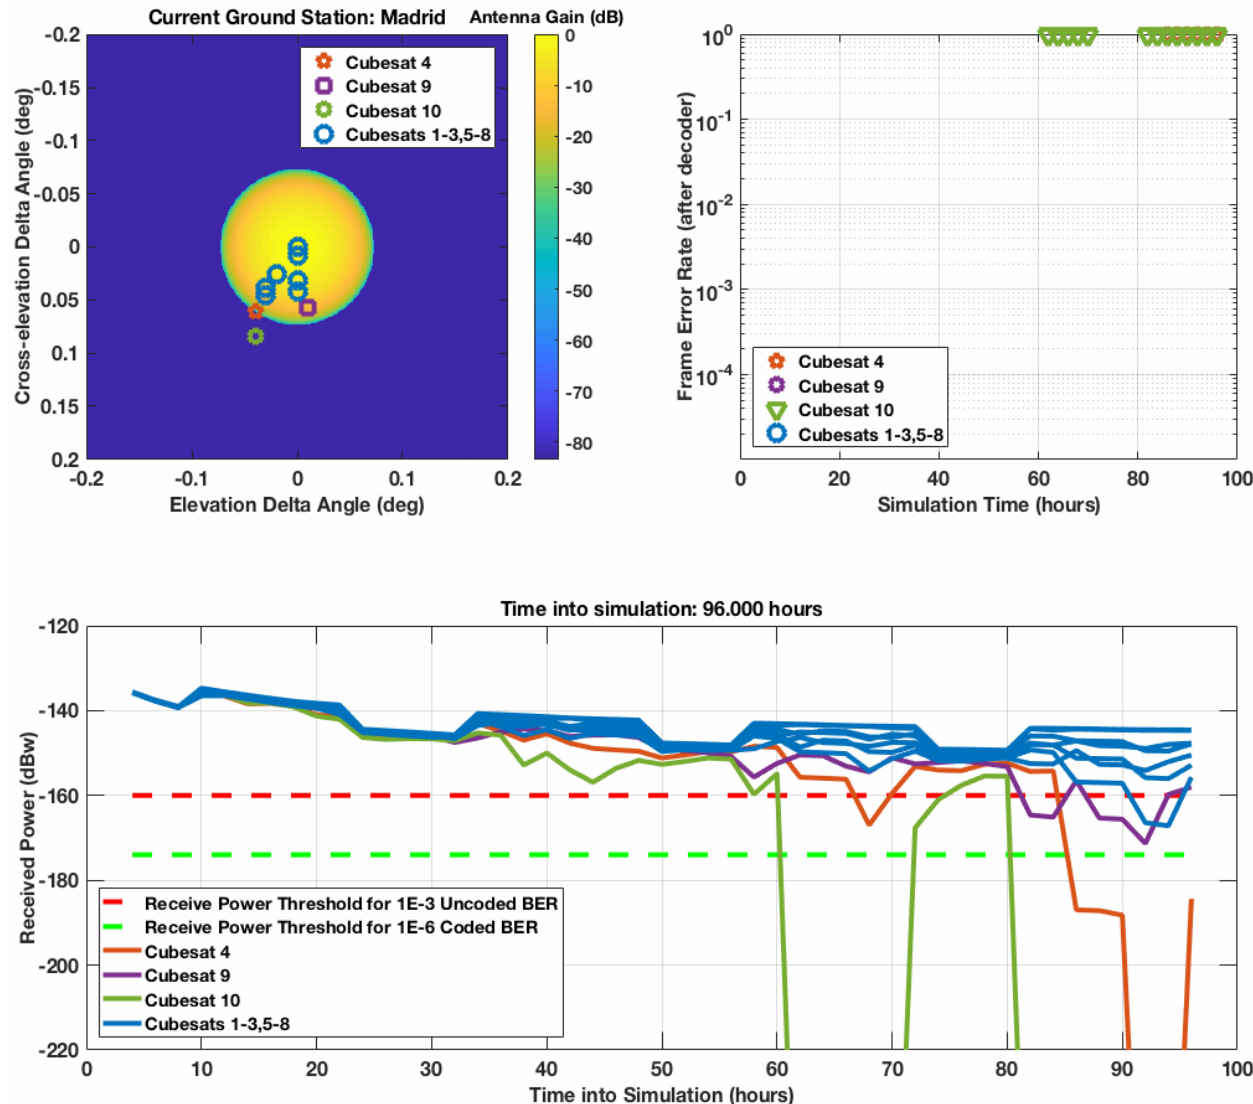 Current Ground Station: Madrid
Antenna Gain (dB)
-0.2
-0.15
-0.1
-0.05
0
0.05
0.1
0.15
0.2
Cross-elevation Delta Angle (deg)
Cubesat 4
Cubesat 9
Cubesat 10
Cubesats 1-3,5-8
-0.2
-0.1
0
0.1
0.2
Elevation Delta Angle (deg)
0
-10
-20
-30
-40
-50
-60
-70
-80
10^0
10^-1
10^-2
10^-3
10^-4
Frame Error Rate (after decoder)
Cubesat 4
Cubesat 9
Cubesat 10
Cubesats 1-3,5-8
0
20
40
60
80
100
Simulation Time (hours)
Time into simulation: 96.000 hours
-120
-140
-160
-180
-200
-220
Received Power (dBw)
Receive Power Threshold for 1E-3 Uncoded BER
Receive Power Threshold for 1E-6 Coded BER
Cubesat 4
Cubesat 9
Cubesat 10
Cubesats 1-3,5-8
0
10
20
30
40
50
60
70
80
90
100
Time into Simulation (hours)